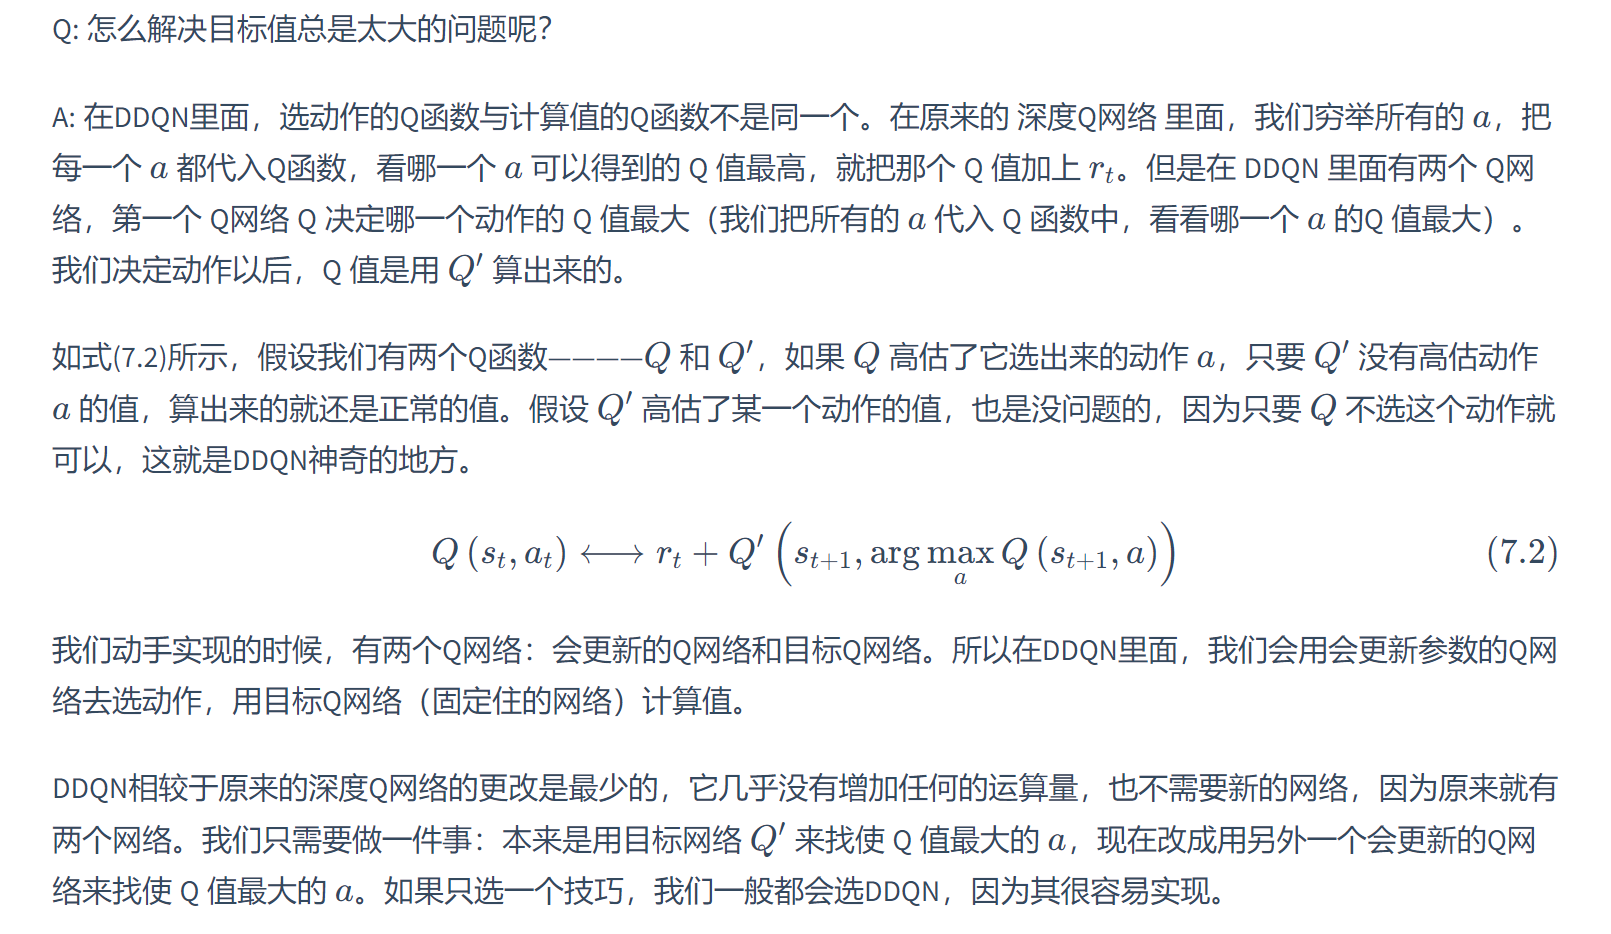 Q: 怎么解决目标值总是太大的问题呢？
A: 在DDQN里面，选动作的Q函数与计算值的Q函数不是同一个。在原来的 深度Q网络 里面，我们穷举所有的 a，把
每一个 a 都代入Q函数，看哪一个 a 可以得到的 Q 值最高，就把那个 Q 值加上 r_t。但是在 DDQN 里面有两个 Q网
络，第一个 Q网络 Q 决定哪一个动作的 Q 值最大（我们把所有的 a 代入 Q 函数中，看看哪一个 a 的Q 值最大）。
我们决定动作以后，Q 值是用 Q′ 算出来的。
如式(7.2)所示，假设我们有两个Q函数————Q 和 Q′，如果 Q 高估了它选出来的动作 a，只要 Q′ 没有高估动作
a 的值，算出来的就还是正常的值。假设 Q′ 高估了某一个动作的值，也是没问题的，因为只要 Q 不选这个动作就
可以，这就是DDQN神奇的地方。
Q (s_t, a_t) ⟷ r_t + Q′ (s_{t+1}, arg max_a Q (s_{t+1}, a)) (7.2)
我们动手实现的时候，有两个Q网络：会更新的Q网络和目标Q网络。所以在DDQN里面，我们会用会更新参数的Q网
络去选动作，用目标Q网络（固定住的网络）计算值。
DDQN相较于原来的深度Q网络的更改是最少的，它几乎没有增加任何的运算量，也不需要新的网络，因为原来就有
两个网络。我们只需要做一件事：本来是用目标网络 Q′ 来找使 Q 值最大的 a，现在改成用另外一个会更新的Q网
络来找使 Q 值最大的 a。如果只选一个技巧，我们一般都会选DDQN，因为其很容易实现。